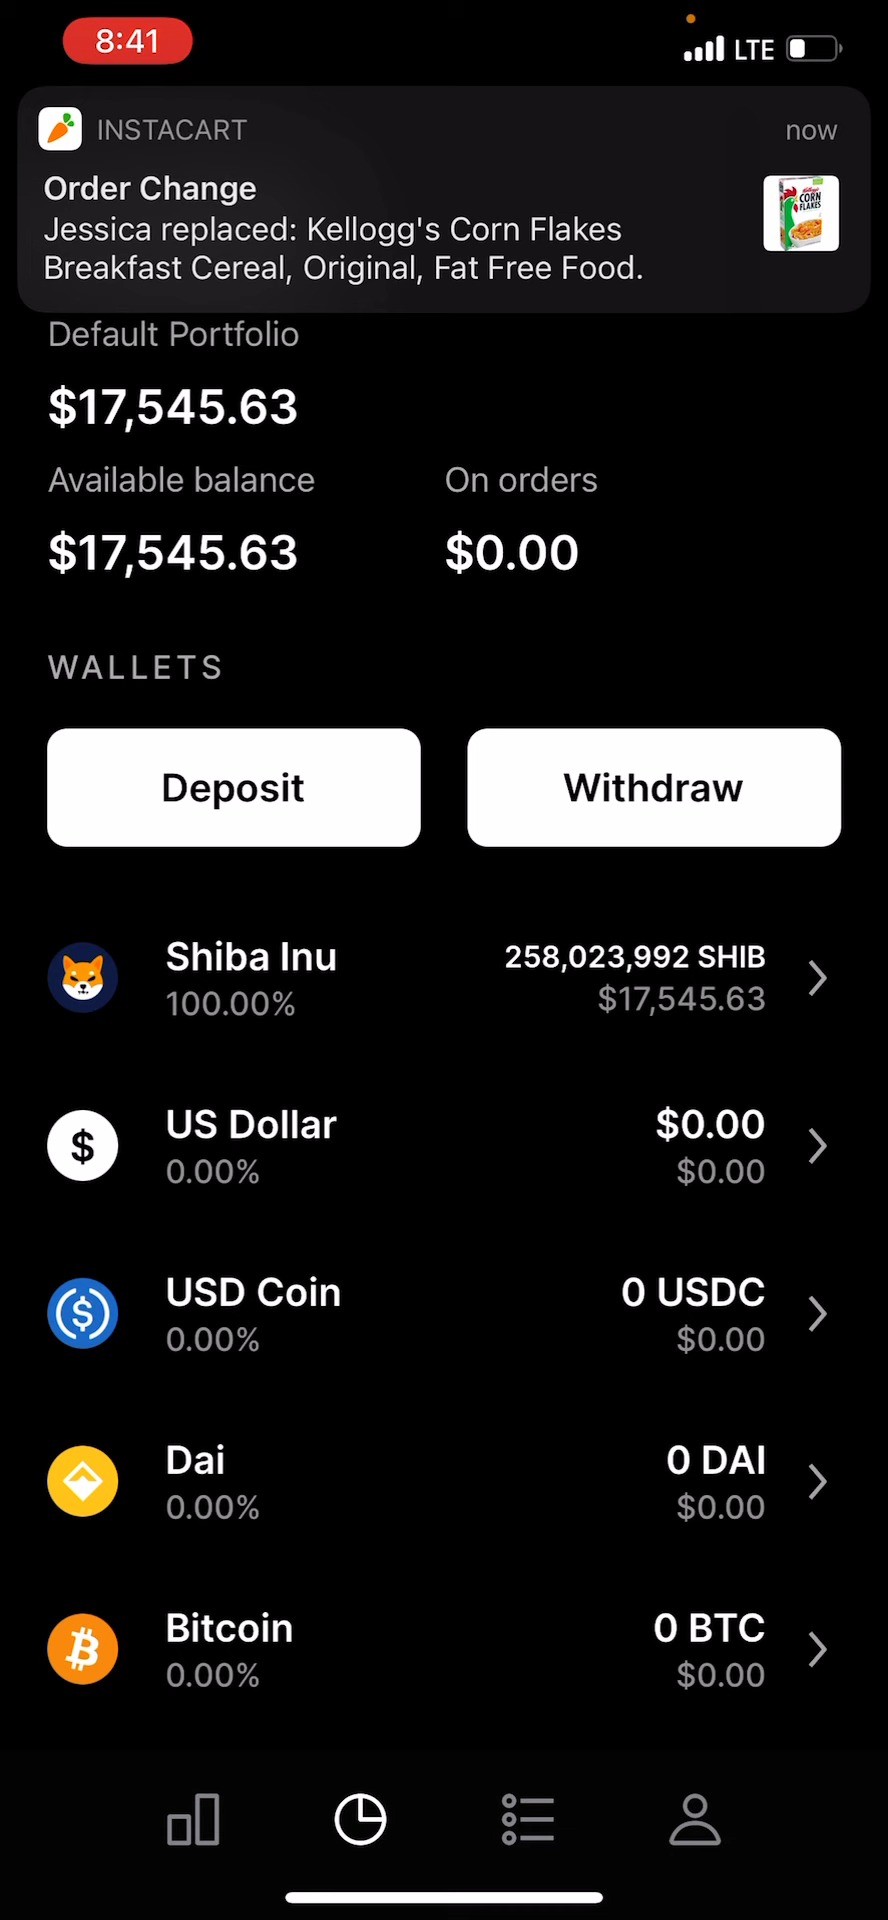 8:41
LTE
INSTACART
now
Order Change
Jessica replaced: Kellogg's Corn Flakes
Breakfast Cereal, Original, Fat Free Food.
Kellogg's
CORN
FLAKES
Default Portfolio
$17,545.63
Available balance
On orders
$17,545.63
$0.00
WALLETS
Deposit
Withdraw
Shiba Inu
258,023,992 SHIB
100.00%
$17,545.63
$
US Dollar
$0.00
0.00%
$0.00
$
USD Coin
0 USDC
0.00%
$0.00
Dai
0 DAI
0.00%
$0.00
Bitcoin
0 BTC
0.00%
$0.00